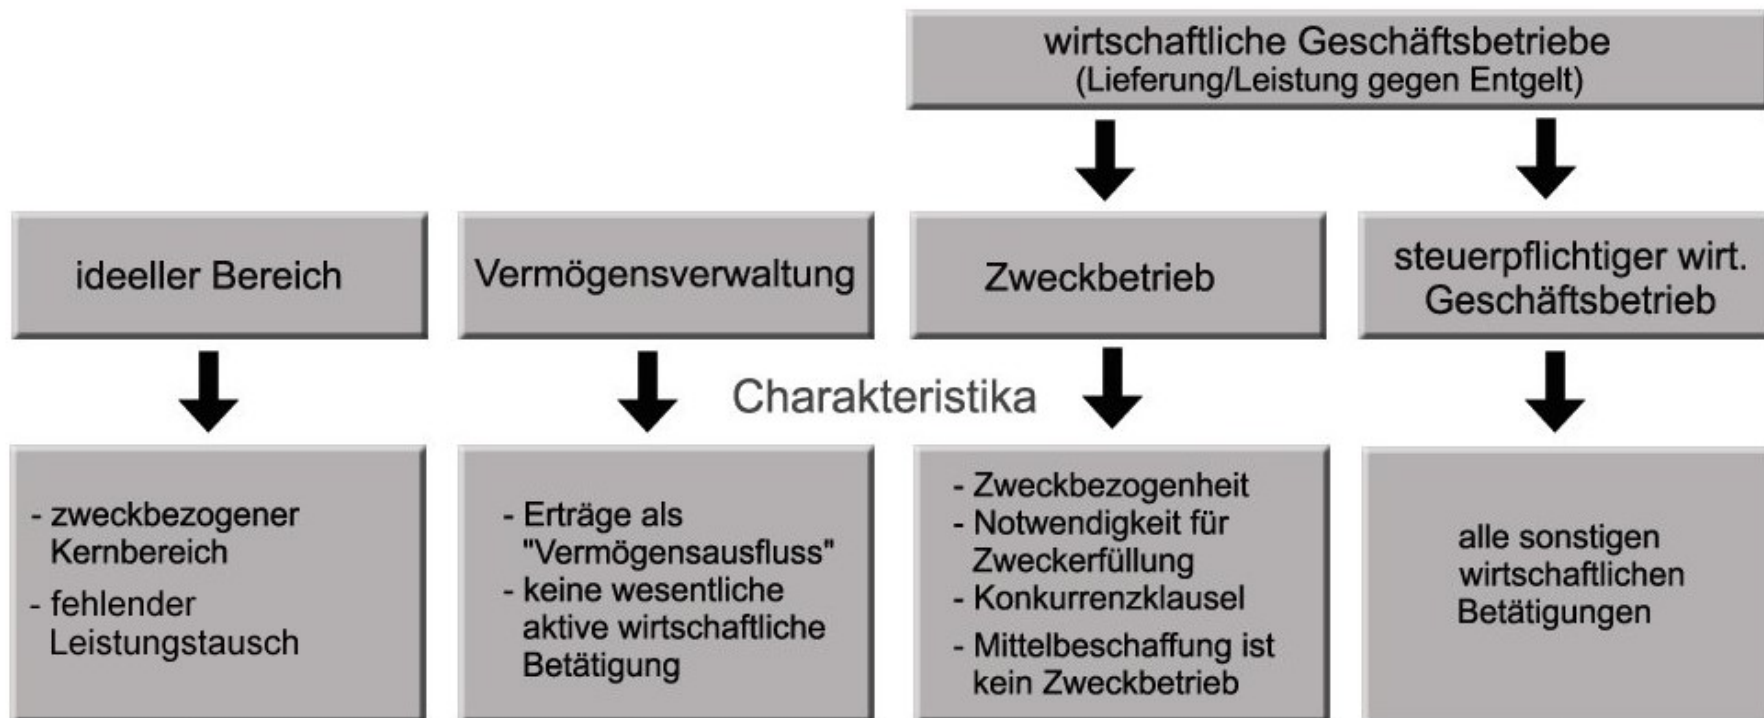 wirtschaftliche Geschäftsbetriebe
(Lieferung/Leistung gegen Entgelt)
ideeller Bereich
Vermögensverwaltung
Zweckbetrieb
steuerpflichtiger wirt.
Geschäftsbetrieb
Charakteristika
- zweckbezogener
Kernbereich
- fehlender
Leistungstausch
- Erträge als
"Vermögensausfluss"
- keine wesentliche
aktive wirtschaftliche
Betätigung
- Zweckbezogenheit
- Notwendigkeit für
Zweckerfüllung
- Konkurrenzklausel
- Mittelbeschaffung ist
kein Zweckbetrieb
alle sonstigen
wirtschaftlichen
Betätigungen